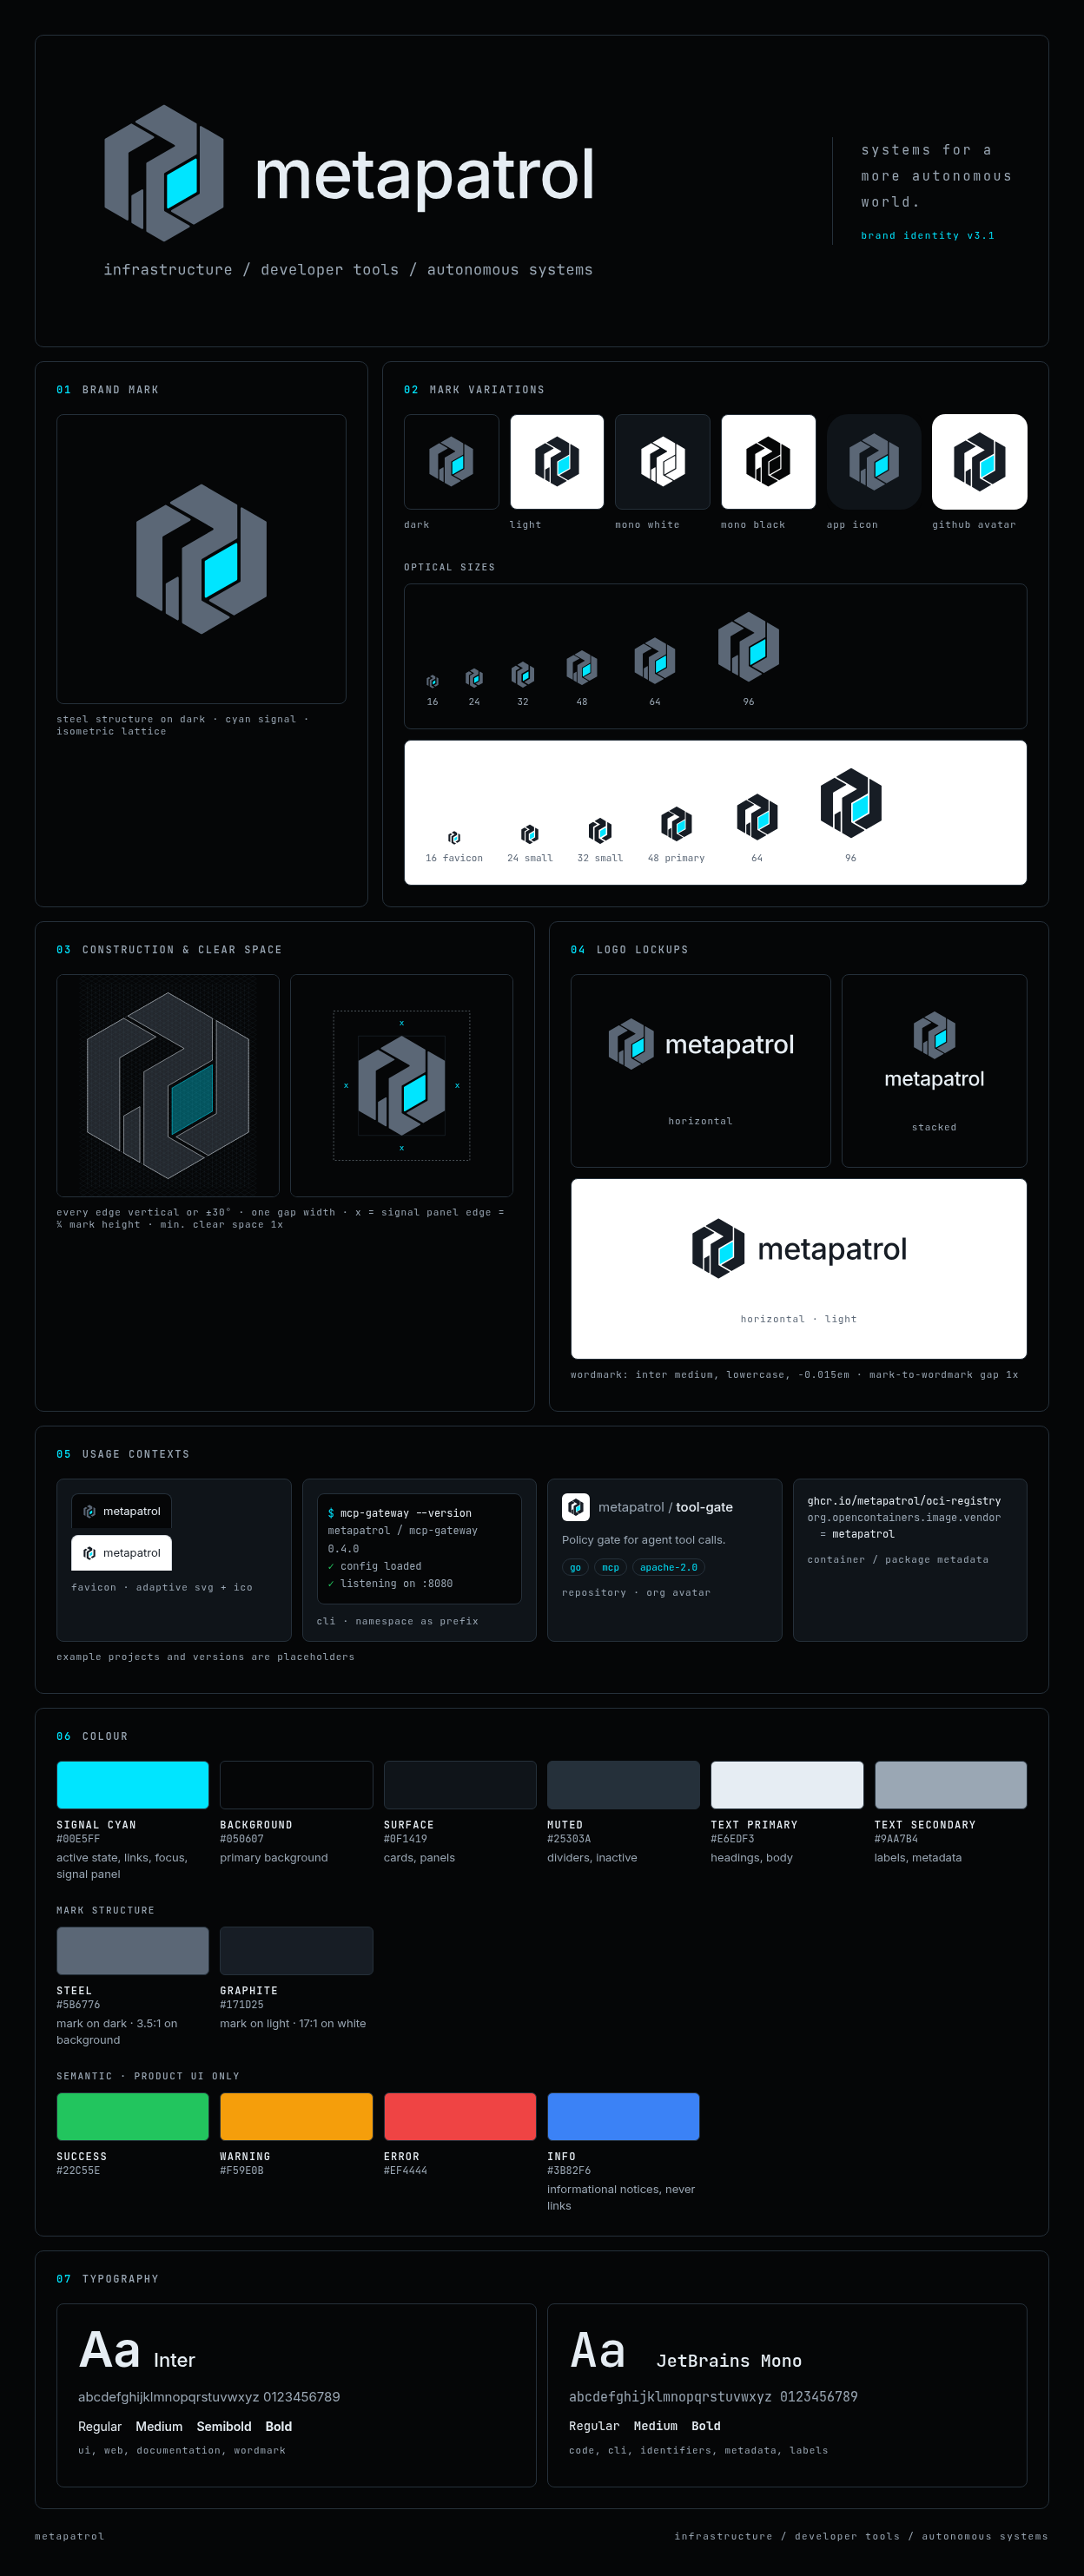 metapatrol
infrastructure / developer tools / autonomous systems
systems for a
more autonomous
world.
brand identity v3.1
01 BRAND MARK
steel structure on dark · cyan signal ·
isometric lattice
02 MARK VARIATIONS
dark
light
mono white
mono black
app icon
github avatar
OPTICAL SIZES
16
24
32
48
64
96
16 favicon
24 small
32 small
48 primary
64
96
03 CONSTRUCTION & CLEAR SPACE
x
x
x
x
every edge vertical or ±30° · one gap width · x = signal panel edge =
mark height · min. clear space 1x
04 LOGO LOCKUPS
metapatrol
horizontal
metapatrol
stacked
metapatrol
horizontal · light
wordmark: inter medium, lowercase, -0.015em · mark-to-wordmark gap 1x
05 USAGE CONTEXTS
metapatrol
metapatrol
favicon · adaptive svg + ico
$ mcp-gateway --version
metapatrol / mcp-gateway
0.4.0
✓ config loaded
✓ listening on :8080
cli · namespace as prefix
metapatrol / tool-gate
Policy gate for agent tool calls.
go
mcp
apache-2.0
repository · org avatar
ghcr.io/metapatrol/oci-registry
org.opencontainers.image.vendor
= metapatrol
container / package metadata
example projects and versions are placeholders
06 COLOUR
SIGNAL CYAN
#00E5FF
active state, links, focus,
signal panel
BACKGROUND
#050607
primary background
SURFACE
#0F1419
cards, panels
MUTED
#25303A
dividers, inactive
TEXT PRIMARY
#E6EDF3
headings, body
TEXT SECONDARY
#9AA7B4
labels, metadata
MARK STRUCTURE
STEEL
#5B6776
mark on dark · 3.5:1 on
background
GRAPHITE
#171D25
mark on light · 17:1 on white
SEMANTIC · PRODUCT UI ONLY
SUCCESS
#22C55E
WARNING
#F59E0B
ERROR
#EF4444
INFO
#3B82F6
informational notices, never
links
07 TYPOGRAPHY
Aa Inter
abcdefghijklmnopqrstuvwxyz 0123456789
Regular Medium Semibold Bold
ui, web, documentation, wordmark
Aa JetBrains Mono
abcdefghijklmnopqrstuvwxyz 0123456789
Regular Medium Bold
code, cli, identifiers, metadata, labels
metapatrol
infrastructure / developer tools / autonomous systems